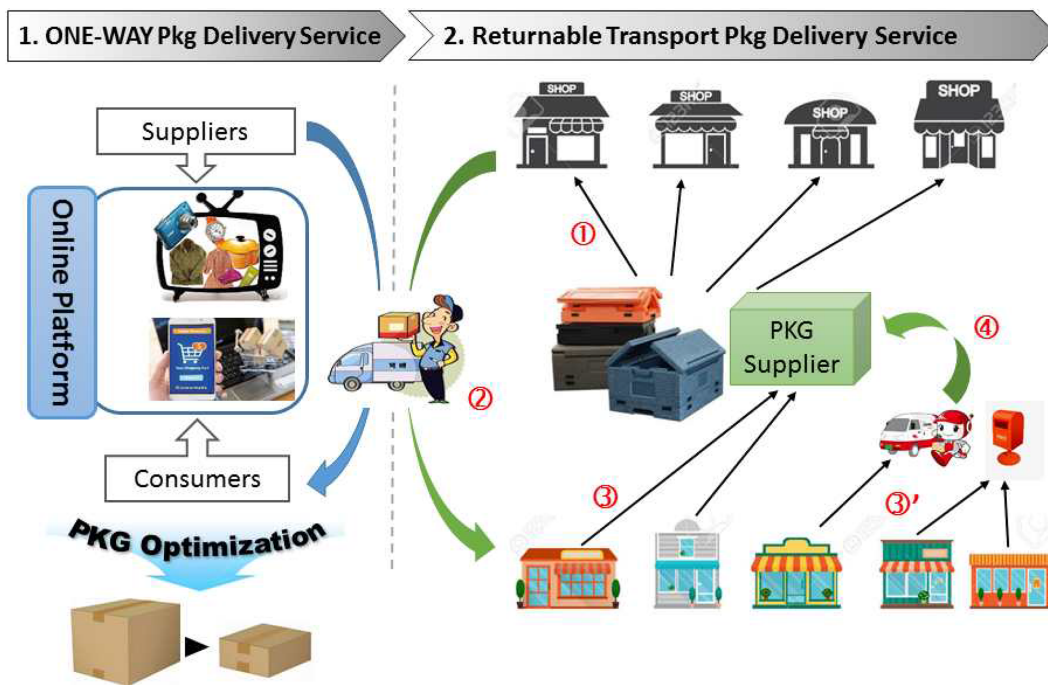 1. ONE-WAY Pkg Delivery Service
2. Returnable Transport Pkg Delivery Service
SHOP
SHOP
SHOP
SHOP
Suppliers
Online Platform
①
PKG
Supplier
④
②
Consumers
③
③’
PKG Optimization